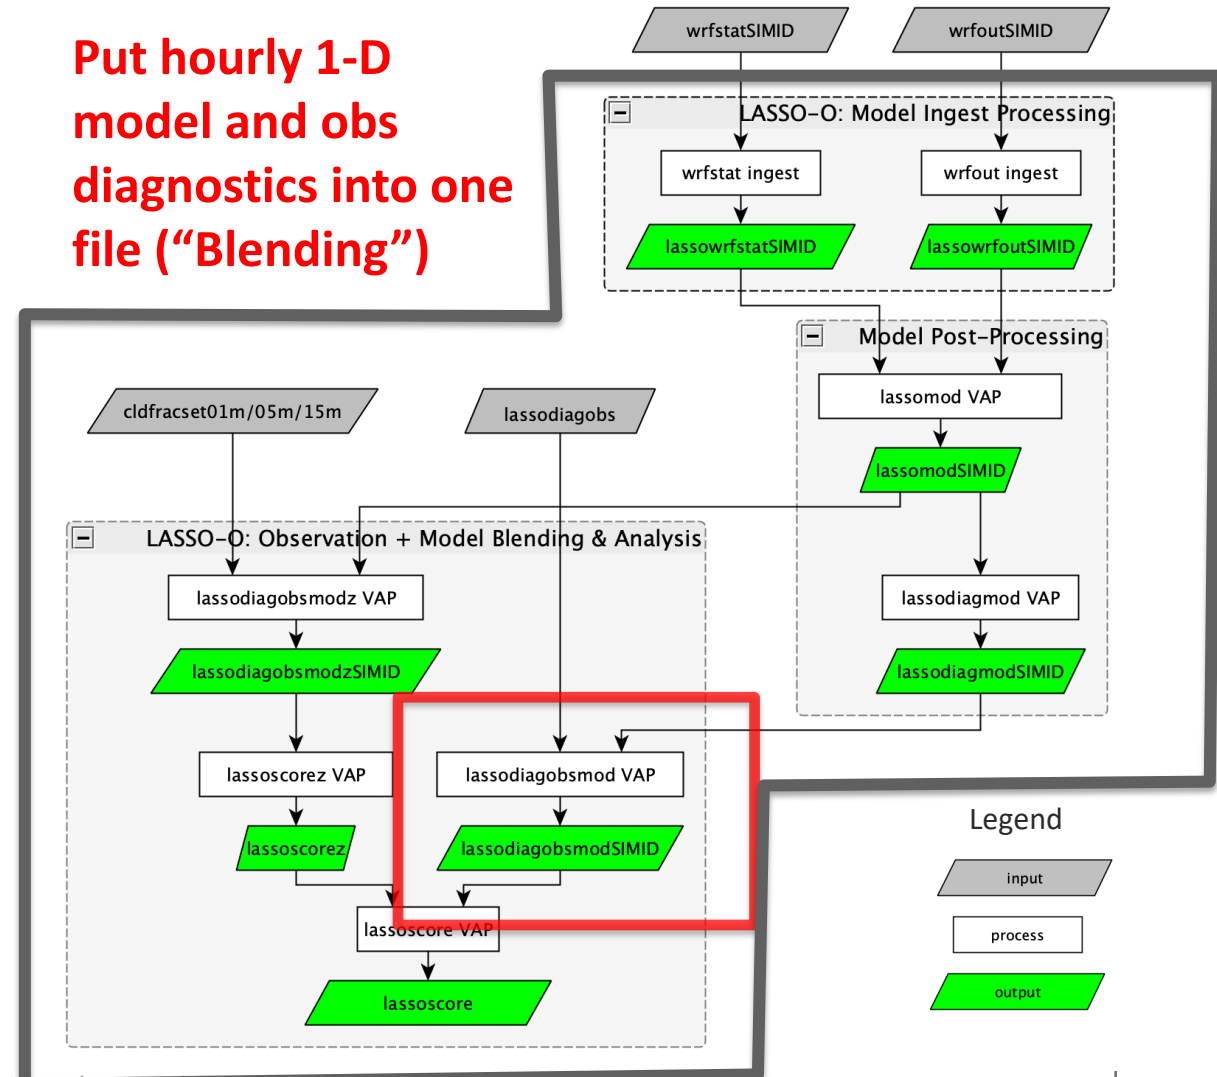 Put hourly 1-D
model and obs
diagnostics into one
file (“Blending”)
wrfstatSIMID
wrfoutSIMID
LASSO-O: Model Ingest Processing
wrfstat ingest
wrfout ingest
lassowrfstatSIMID
lassowrfoutSIMID
Model Post-Processing
lassomod VAP
cldfracset01m/05m/15m
lassodiagobs
lassomodSIMID
LASSO-O: Observation + Model Blending & Analysis
lassodiagobsmodz VAP
lassodiagmod VAP
lassodiagobsmodzSIMID
lassodiagmodSIMID
lassoscorez VAP
lassodiagobsmod VAP
lassoscorez
lassodiagobsmodSIMID
lassoscore VAP
lassoscore
Legend
input
process
output